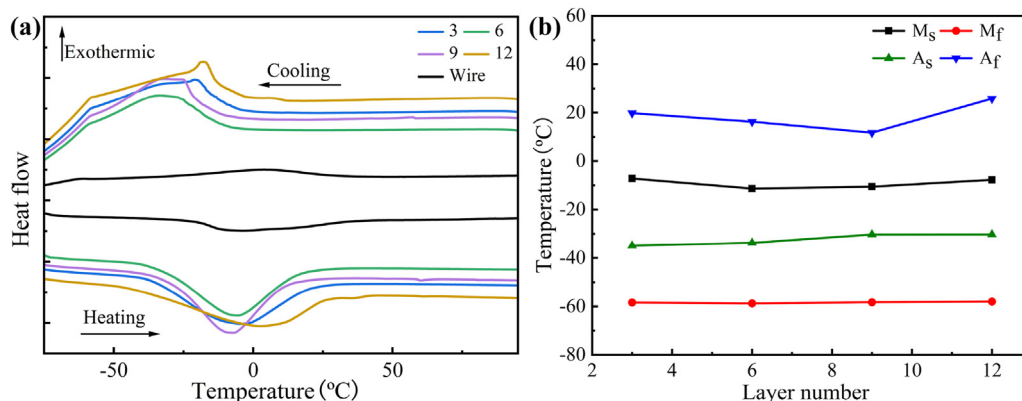 (a)
Exothermic
Cooling
3 6
9 12
Wire
Heat flow
Heating
-50 0 50
Temperature (ºC)
(b)
60
40
20
0
-20
-40
-60
-80
Temperature (ºC)
Ms Mf
As Af
2 4 6 8 10 12
Layer number